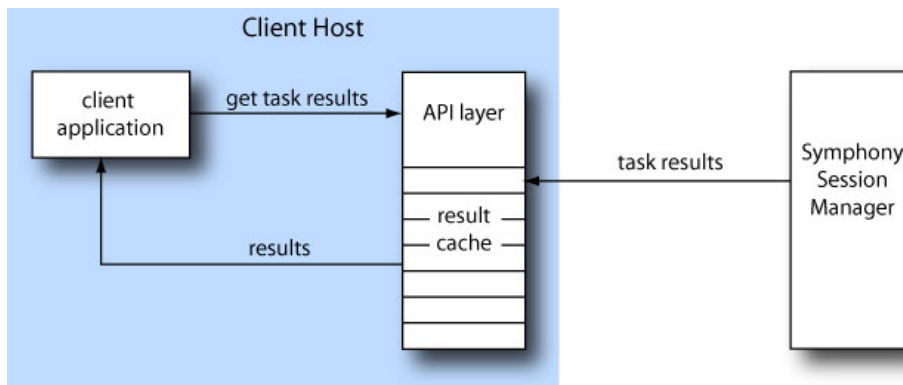 Client Host
client
application
get task results
API layer
task results
Symphony
Session
Manager
result
cache
results